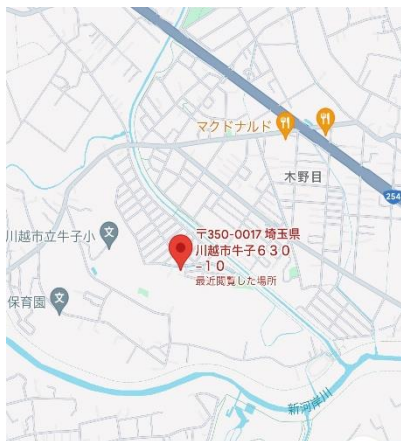 マクドナルド
木野目
254
川越市立牛子小
〒350-0017 埼玉県
川越市牛子630
-10
最近閲覧した場所
保育園
新河岸川